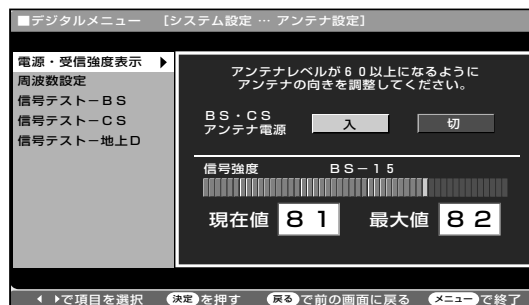 ■デジタルメニュー　[システム設定 … アンテナ設定]
電源・受信強度表示
周波数設定
信号テスト－BS
信号テスト－CS
信号テスト－地上D
アンテナレベルが60以上になるように
アンテナの向きを調整してください。
BS・CS
アンテナ電源
入 切
信号強度 BS－15
現在値 81 最大値 82
で項目を選択 決定を押す 戻るで前の画面に戻る メニューで終了